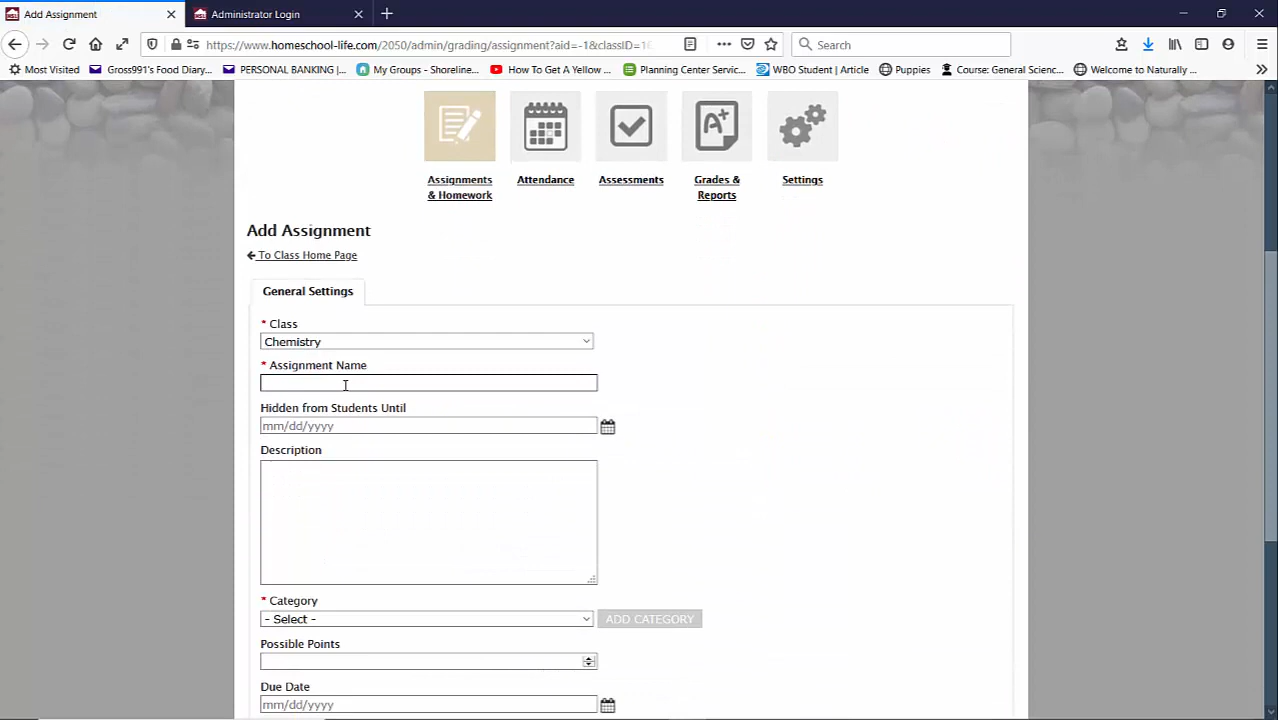 Add Assignment
Administrator Login
https://www.homeschool-life.com/2050/admin/grading/assignment?aid=-1&classID=1
Search
Most Visited
Gross991's Food Diary...
PERSONAL BANKING |...
My Groups - Shoreline...
How To Get A Yellow ...
Planning Center Servic...
WBO Student | Article
Puppies
Course: General Scienc...
Welcome to Naturally ...
Assignments
& Homework
Attendance
Assessments
Grades &
Reports
Settings
Add Assignment
To Class Home Page
General Settings
* Class
Chemistry
* Assignment Name
Hidden from Students Until
mm/dd/yyyy
Description
* Category
- Select -
ADD CATEGORY
Possible Points
Due Date
mm/dd/yyyy